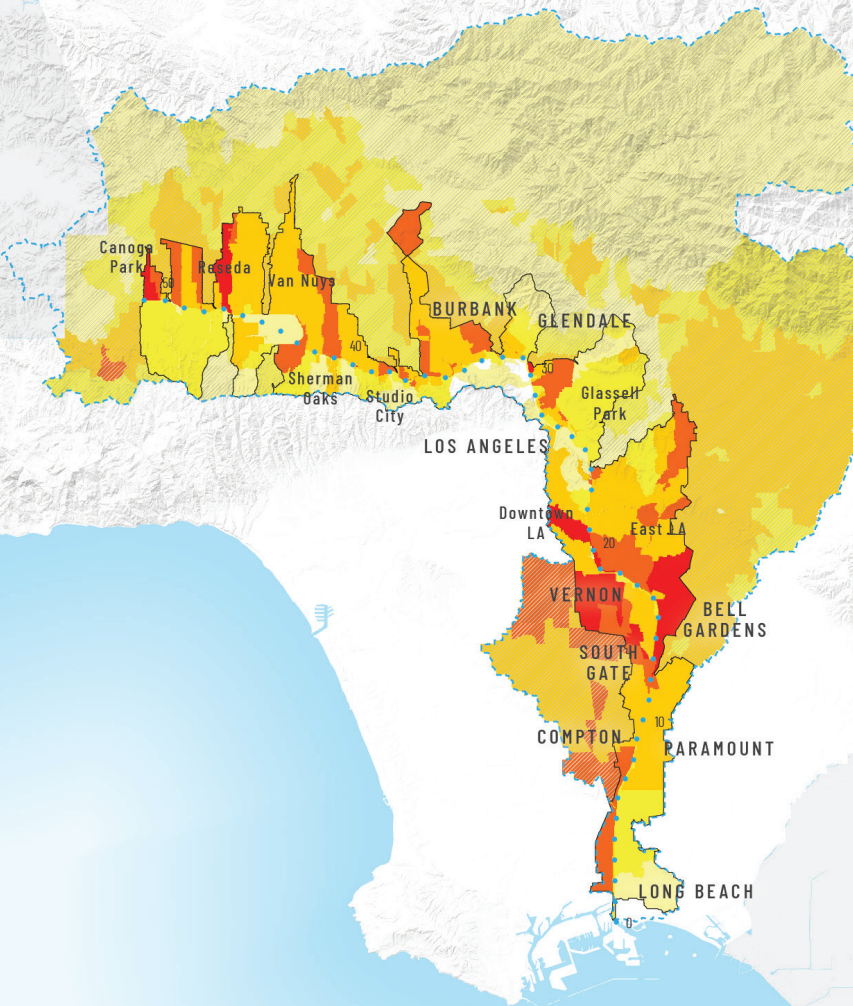 Canoga
Park
50
Reseda
Van Nuys
BURBANK
GLENDALE
40
30
Sherman
Oaks
Studio
City
Glassell
Park
LOS ANGELES
Downtown
LA
East LA
20
VERNON
BELL
GARDENS
SOUTH
GATE
10
COMPTON
PARAMOUNT
LONG BEACH
0